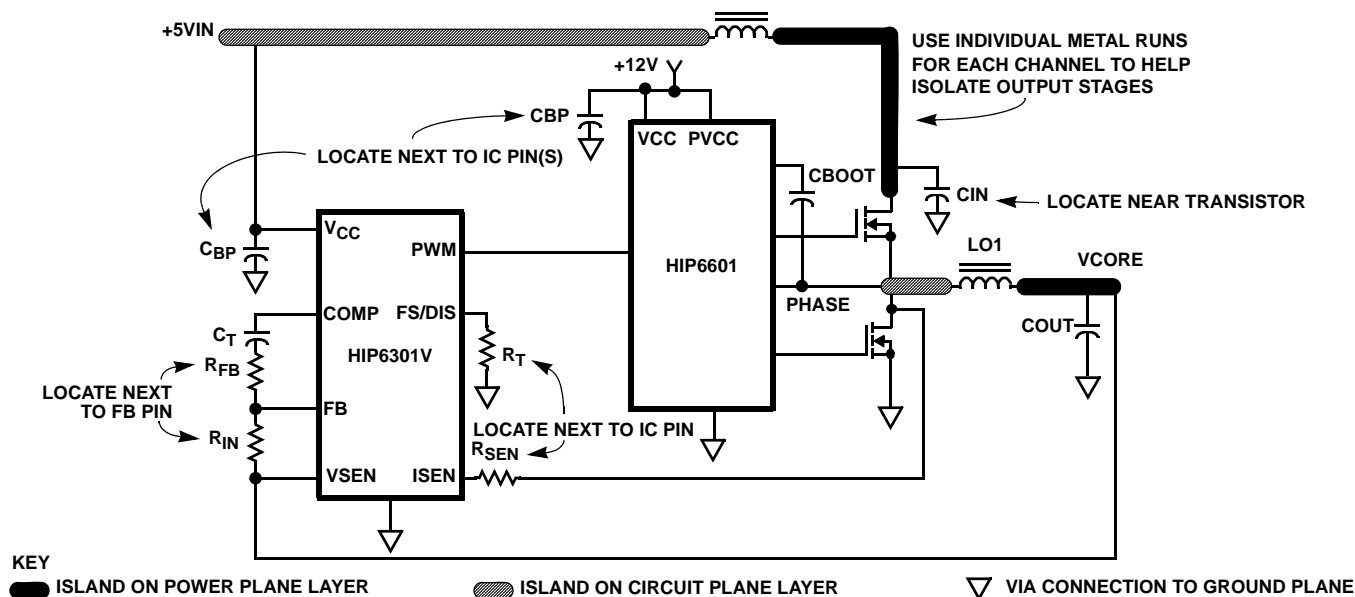 +5VIN
USE INDIVIDUAL METAL RUNS
FOR EACH CHANNEL TO HELP
ISOLATE OUTPUT STAGES
+12V
CBP
VCC PVCC
LOCATE NEXT TO IC PIN(S)
CBOOT
CIN
LOCATE NEAR TRANSISTOR
VCC
CBP
PWM
HIP6601
LO1
VCORE
PHASE
COMP
FS/DIS
COUT
CT
HIP6301V
RT
RFB
LOCATE NEXT
TO FB PIN
FB
RIN
LOCATE NEXT TO IC PIN
RSEN
VSEN
ISEN
KEY
ISLAND ON POWER PLANE LAYER
ISLAND ON CIRCUIT PLANE LAYER
VIA CONNECTION TO GROUND PLANE